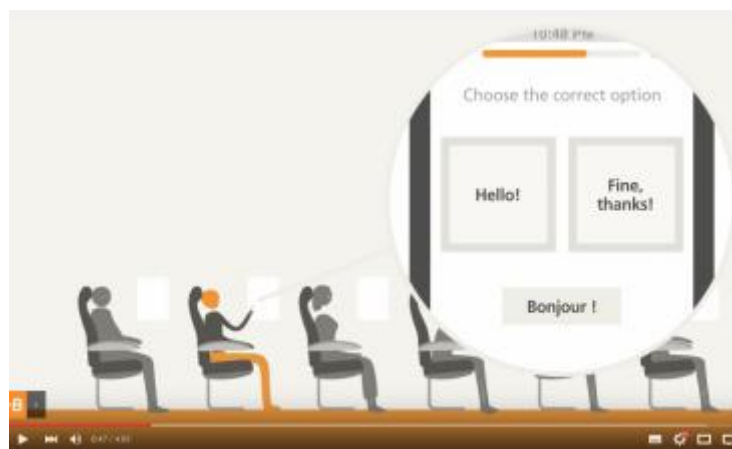 10:48 PM
Choose the correct option
Hello!
Fine,
thanks!
Bonjour !
B